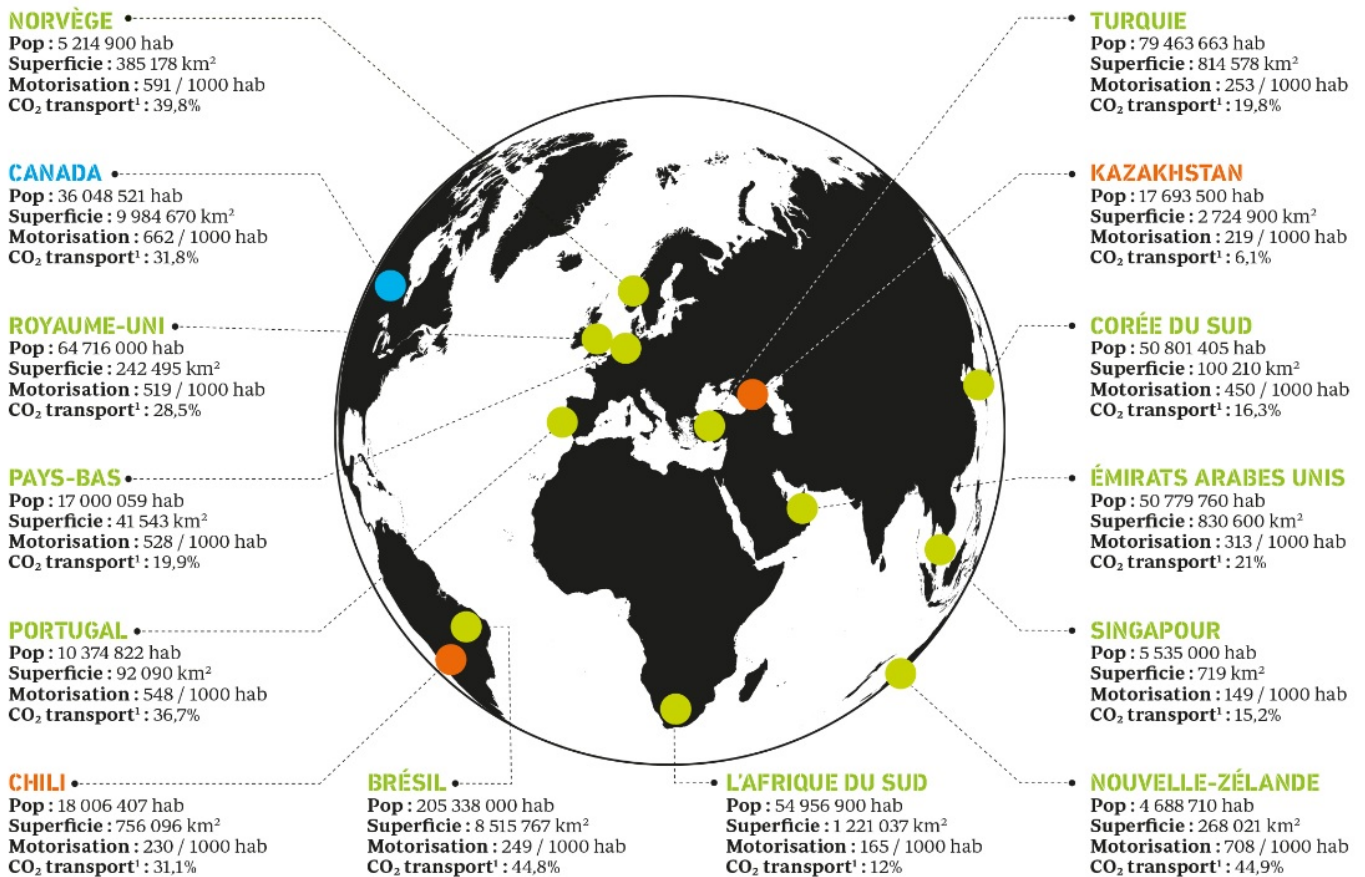 NORVÈGE
Pop : 5 214 900 hab
Superficie : 385 178 km²
Motorisation : 591 / 1000 hab
CO₂ transport¹ : 39,8%
CANADA
Pop : 36 048 521 hab
Superficie : 9 984 670 km²
Motorisation : 662 / 1000 hab
CO₂ transport¹ : 31,8%
ROYAUME-UNI
Pop : 64 716 000 hab
Superficie : 242 495 km²
Motorisation : 519 / 1000 hab
CO₂ transport¹ : 28,5%
PAYS-BAS
Pop : 17 000 059 hab
Superficie : 41 543 km²
Motorisation : 528 / 1000 hab
CO₂ transport¹ : 19,9%
PORTUGAL
Pop : 10 374 822 hab
Superficie : 92 090 km²
Motorisation : 548 / 1000 hab
CO₂ transport¹ : 36,7%
CHILI
Pop : 18 006 407 hab
Superficie : 756 096 km²
Motorisation : 230 / 1000 hab
CO₂ transport¹ : 31,1%
BRÉSIL
Pop : 205 338 000 hab
Superficie : 8 515 767 km²
Motorisation : 249 / 1000 hab
CO₂ transport¹ : 44,8%
L'AFRIQUE DU SUD
Pop : 54 956 900 hab
Superficie : 1 221 037 km²
Motorisation : 165 / 1000 hab
CO₂ transport¹ : 12%
TURQUIE
Pop : 79 463 663 hab
Superficie : 814 578 km²
Motorisation : 253 / 1000 hab
CO₂ transport¹ : 19,8%
KAZAKHSTAN
Pop : 17 693 500 hab
Superficie : 2 724 900 km²
Motorisation : 219 / 1000 hab
CO₂ transport¹ : 6,1%
CORÉE DU SUD
Pop : 50 801 405 hab
Superficie : 100 210 km²
Motorisation : 450 / 1000 hab
CO₂ transport¹ : 16,3%
ÉMIRATS ARABES UNIS
Pop : 50 779 760 hab
Superficie : 830 600 km²
Motorisation : 313 / 1000 hab
CO₂ transport¹ : 21%
SINGAPOUR
Pop : 5 535 000 hab
Superficie : 719 km²
Motorisation : 149 / 1000 hab
CO₂ transport¹ : 15,2%
NOUVELLE-ZÉLANDE
Pop : 4 688 710 hab
Superficie : 268 021 km²
Motorisation : 708 / 1000 hab
CO₂ transport¹ : 44,9%